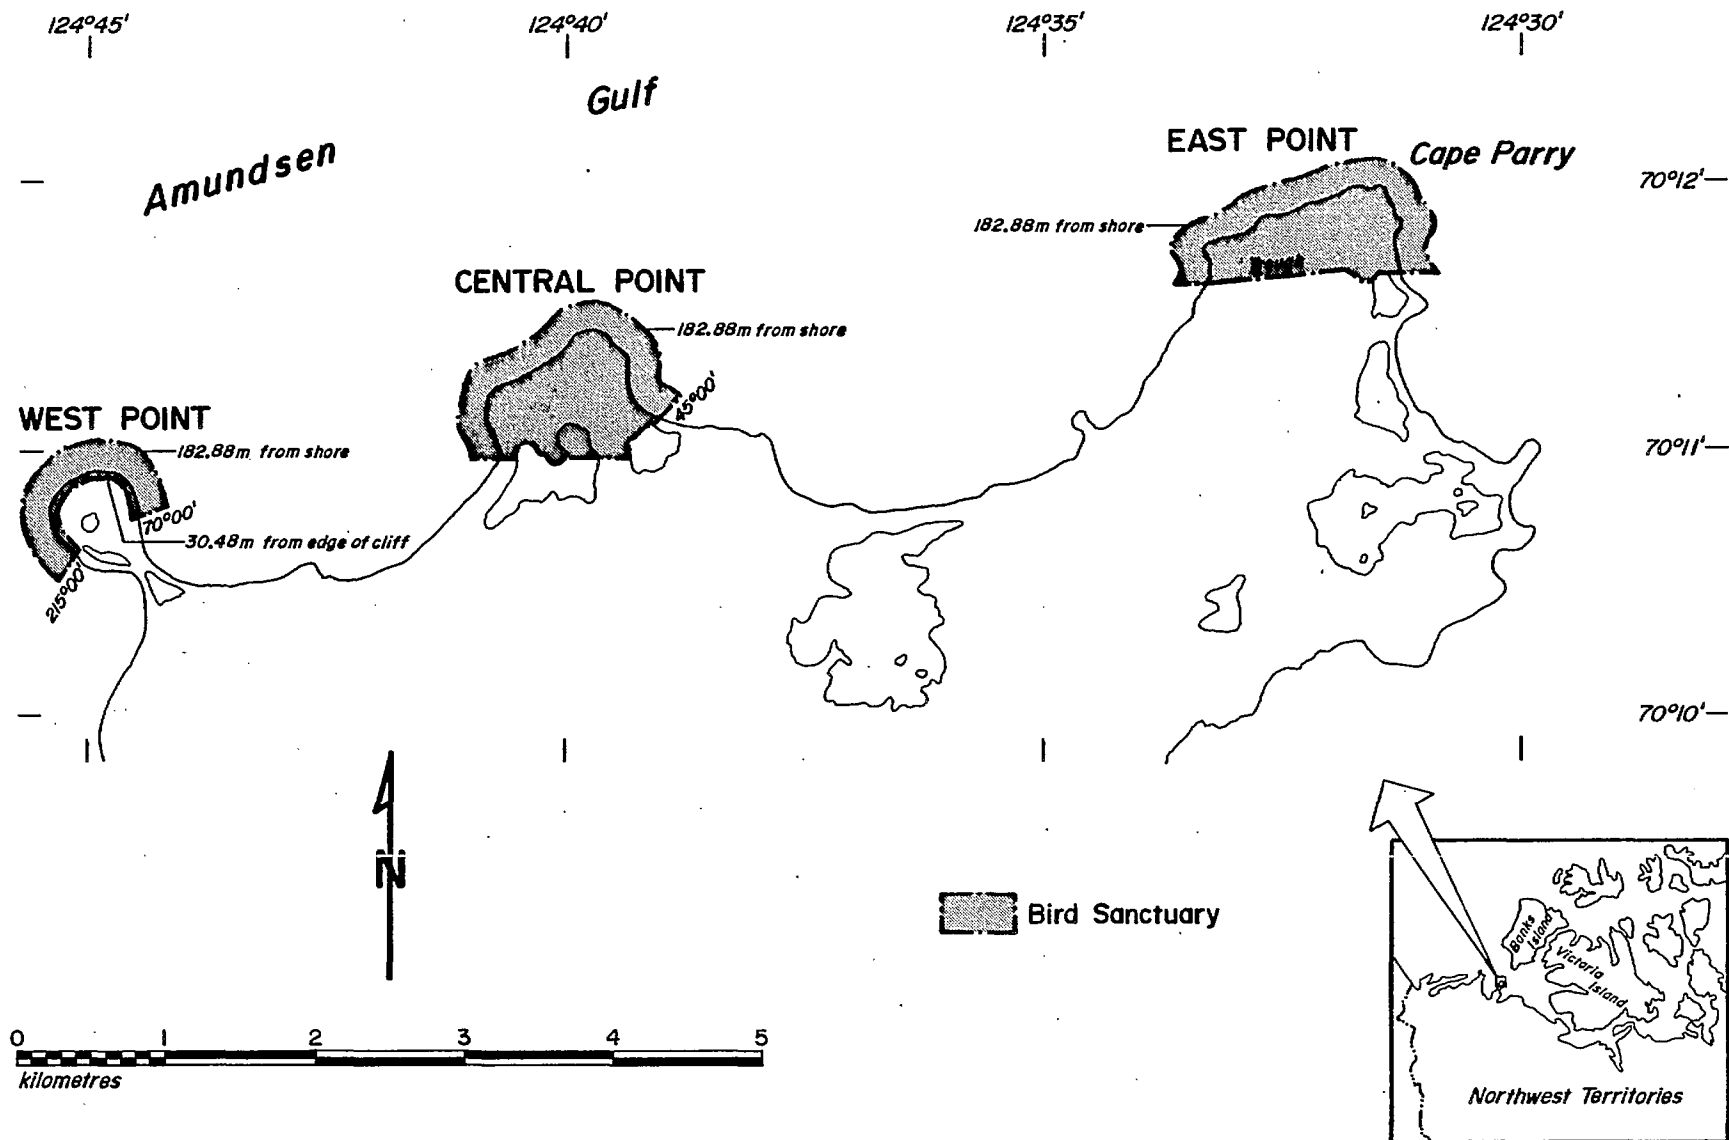 124°45' 124°40' 124°35' 124°30'
Gulf
Amundsen
EAST POINT
Cape Parry
70°12'
182.88m from shore
CENTRAL POINT
182.88m from shore
45°00'
WEST POINT
182.88m from shore
70°11'
70°00'
30.48m from edge of cliff
215°00'
70°10'
N
Bird Sanctuary
Banks
Island
Victoria
Island
0 1 2 3 4 5
kilometres
Northwest Territories